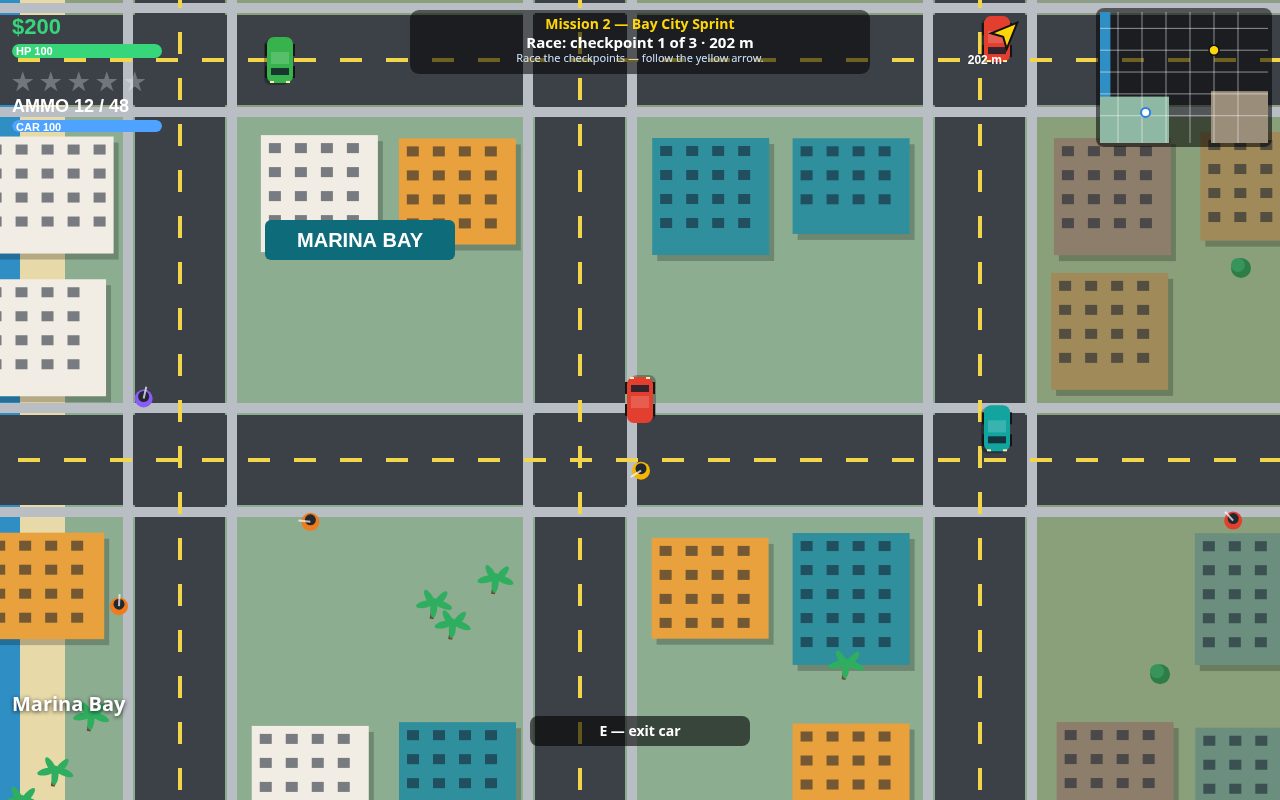 $200
HP 100
AMMO 12 / 48
CAR 100
Mission 2 — Bay City Sprint
Race: checkpoint 1 of 3 · 202 m
Race the checkpoints — follow the yellow arrow.
202 m
MARINA BAY
Marina Bay
E — exit car